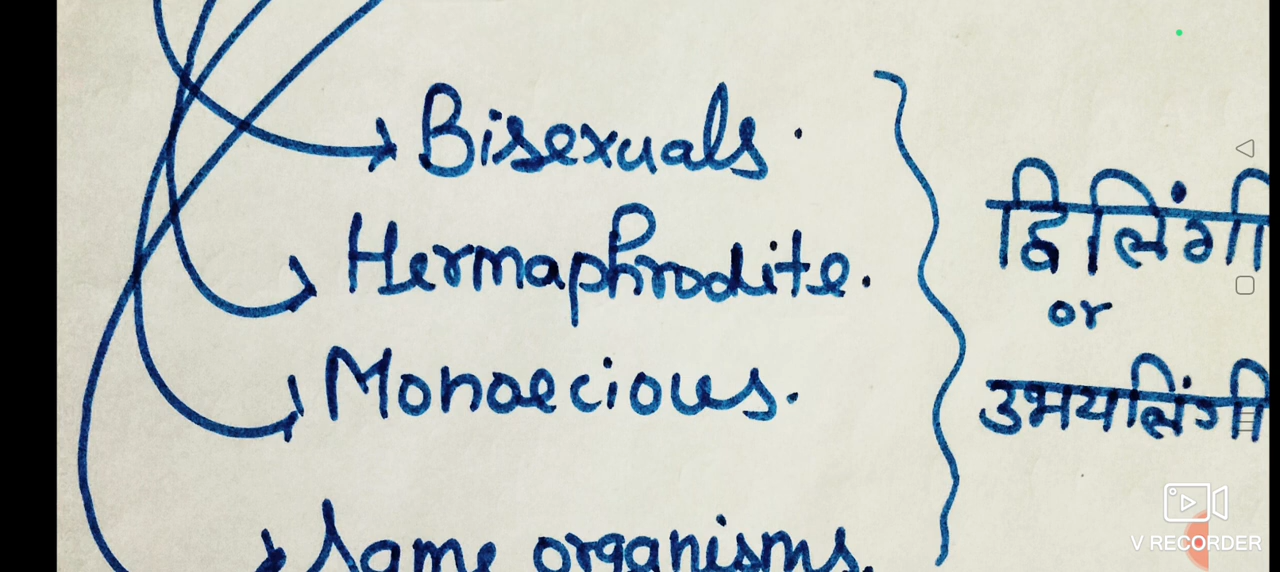 Bisexuals.
Hermaphrodite.
Monoecious.
Same organisms.
द्विलिंगी
or
उभयलिंगी
V RECORDER